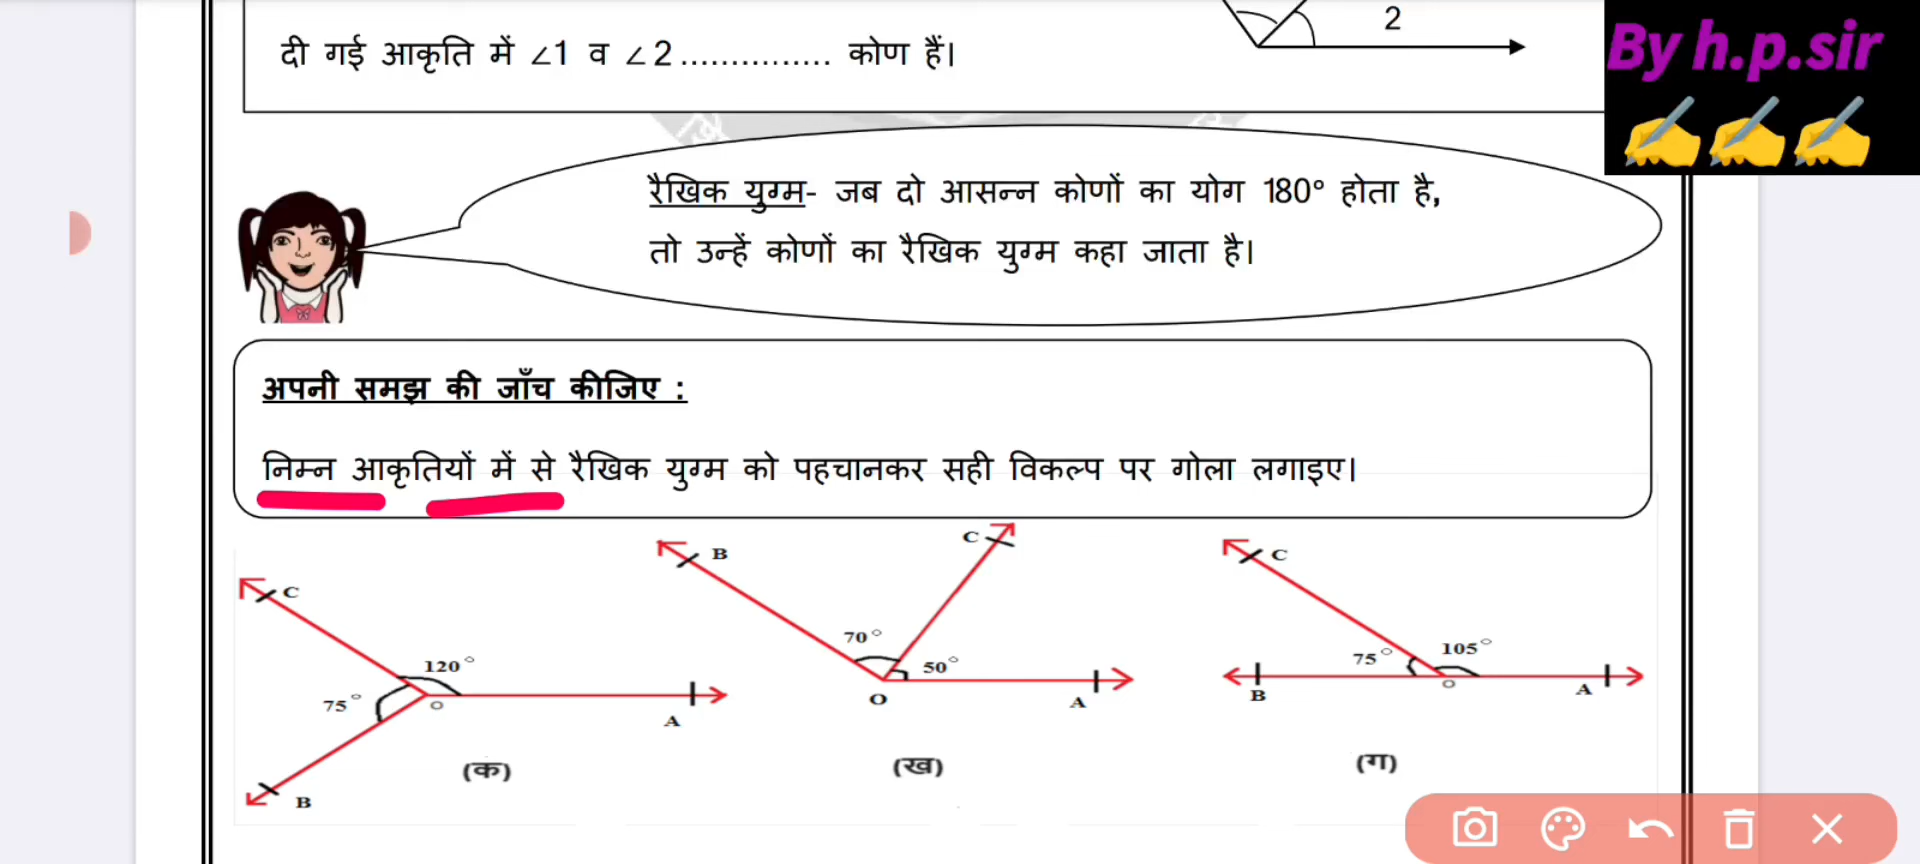 2
By h.p.sir
दी गई आकृति में ∠1 व ∠2............... कोण हैं।
रैखिक युग्म- जब दो आसन्न कोणों का योग 180° होता है,
तो उन्हें कोणों का रैखिक युग्म कहा जाता है।
अपनी समझ की जाँच कीजिए :
निम्न आकृतियों में से रैखिक युग्म को पहचानकर सही विकल्प पर गोला लगाइए।
C
120°
75°
O
A
B
(क)
B
C
70°
50°
O
A
(ख)
C
75°
105°
B
O
A
(ग)